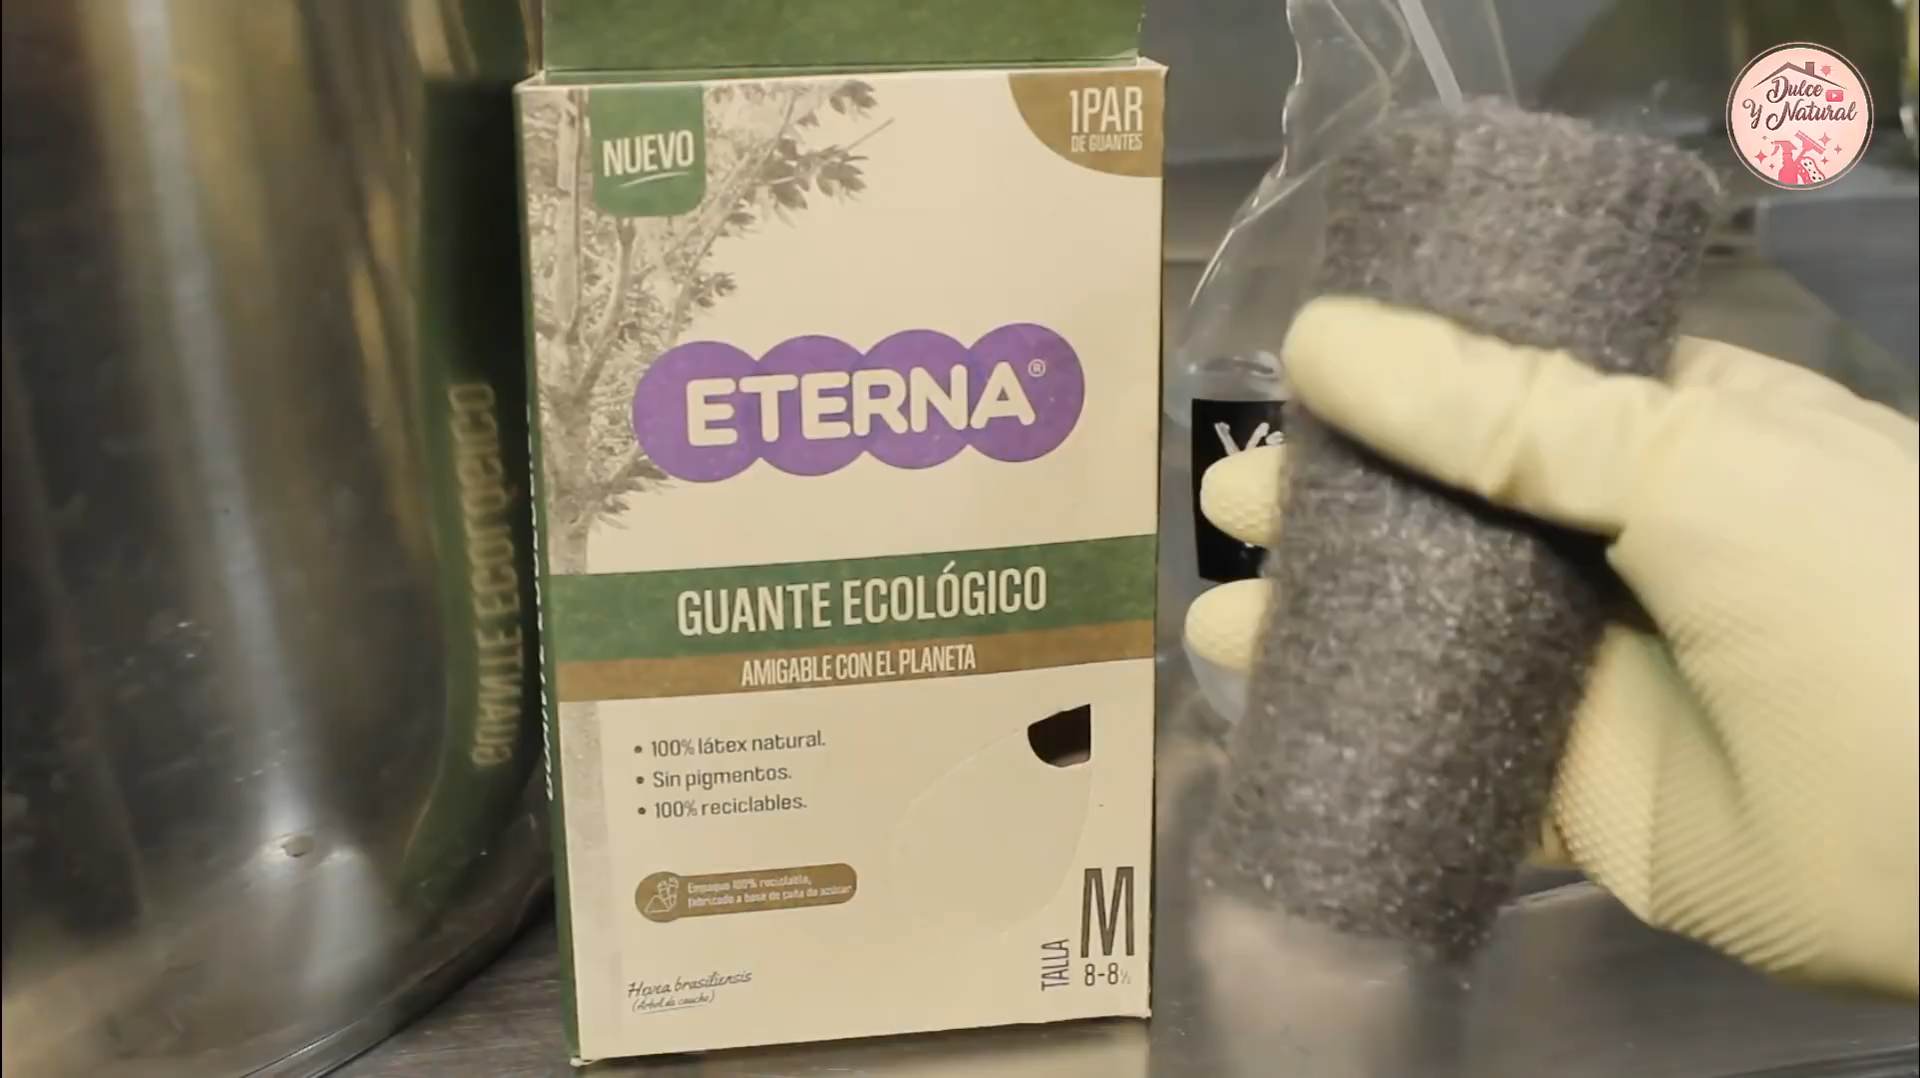 NUEVO
1PAR
DE GUANTES
ETERNA®
GUANTE ECOLÓGICO
AMIGABLE CON EL PLANETA
• 100% látex natural.
• Sin pigmentos.
• 100% reciclables.
Empaque 100% reciclable,
fabricado a base de caña de azúcar.
Hevea brasiliensis
(Árbol de caucho)
TALLA
M
8-8½
GUANTE ECOLÓGICO
Dulce
Y Natural